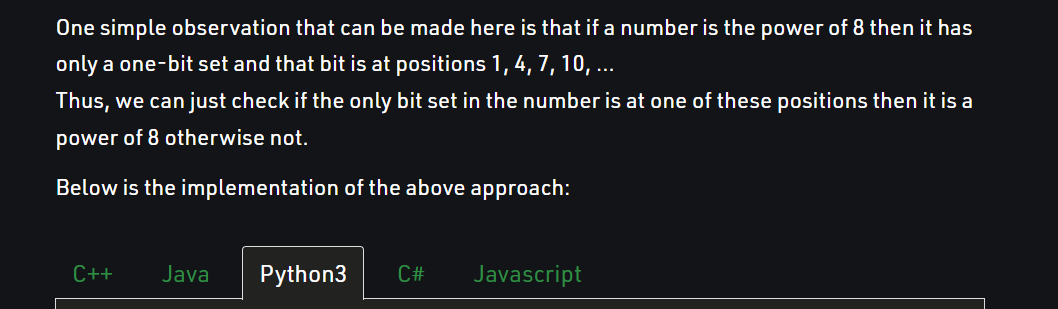 One simple observation that can be made here is that if a number is the power of 8 then it has
only a one-bit set and that bit is at positions 1, 4, 7, 10, ...
Thus, we can just check if the only bit set in the number is at one of these positions then it is a
power of 8 otherwise not.
Below is the implementation of the above approach:
C++ Java Python3 C# Javascript